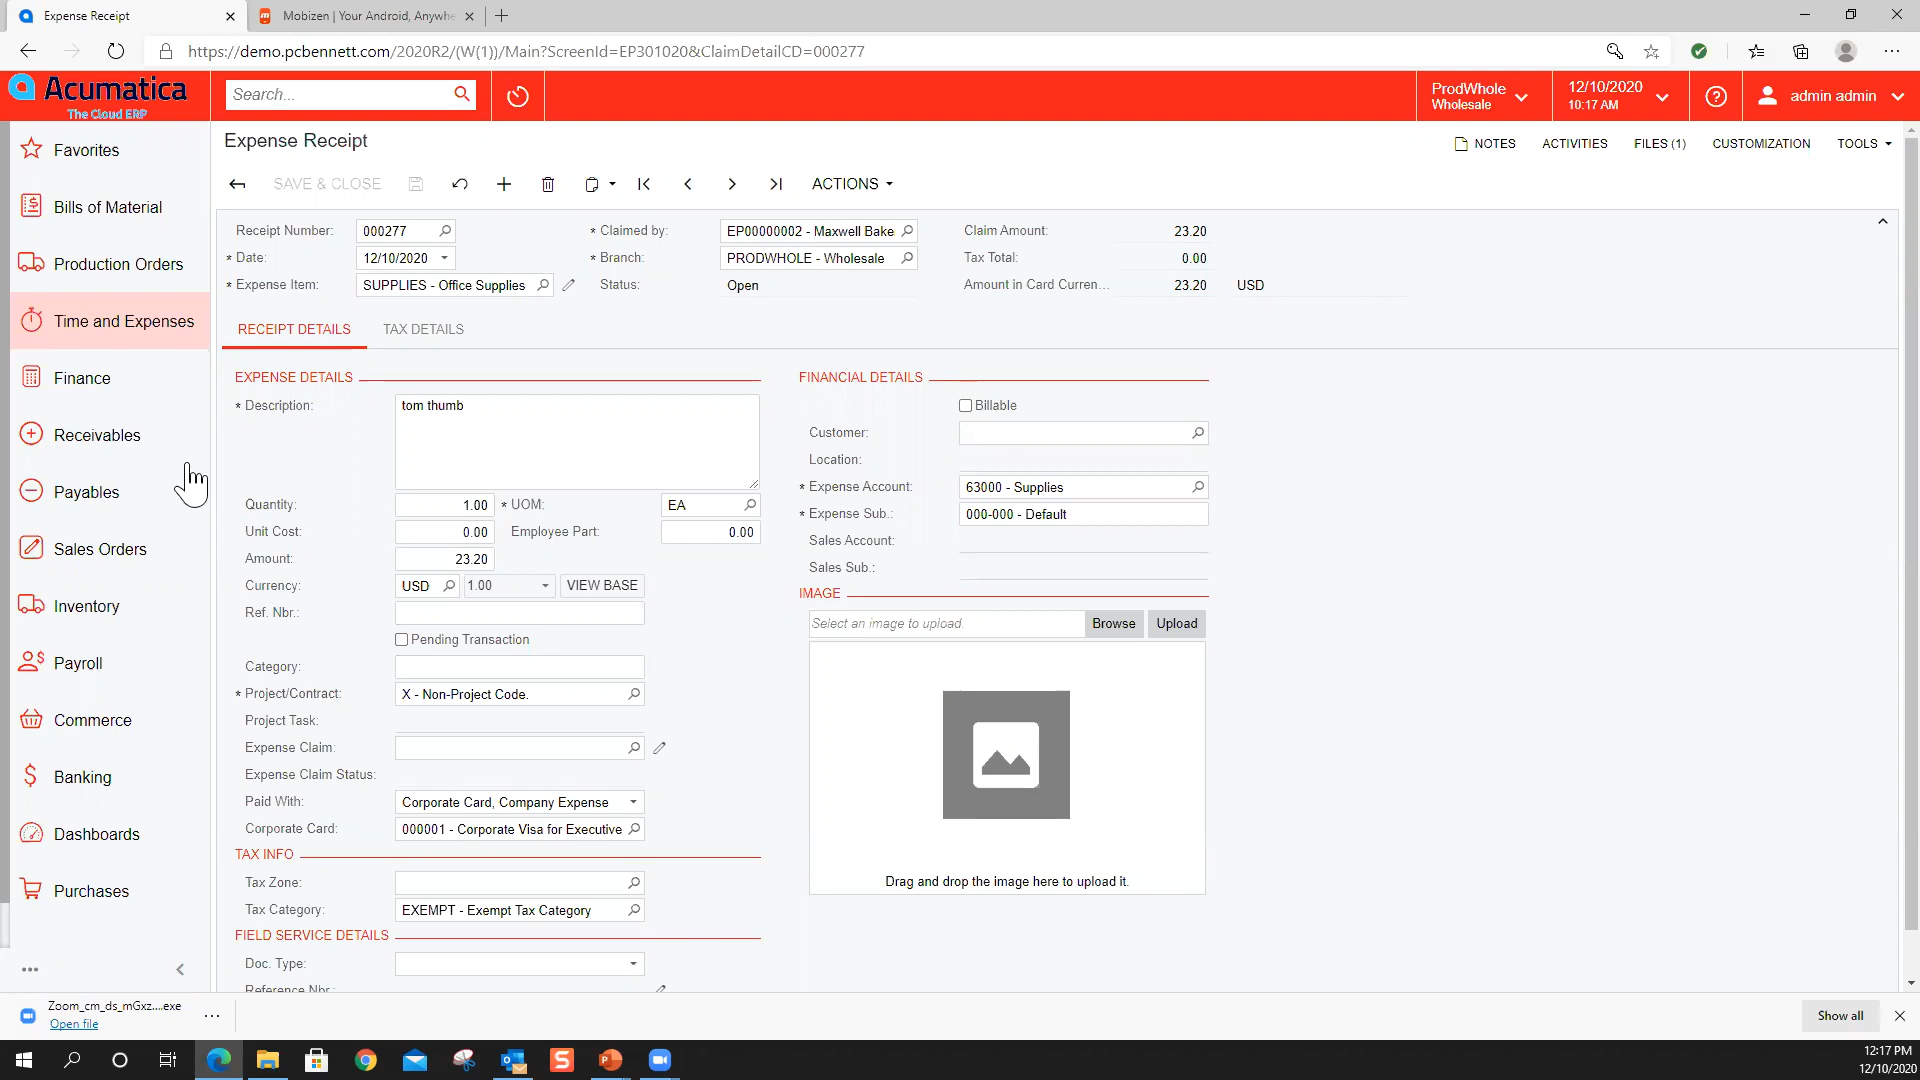 Expense Receipt
Mobizen | Your Android, Anywhe
https://demo.pcbennett.com/2020R2/(W(1))/Main?ScreenId=EP301020&ClaimDetailCD=000277
Acumatica
The Cloud ERP
Search...
ProdWhole
Wholesale
12/10/2020
10:17 AM
admin admin
Favorites
Bills of Material
Production Orders
Time and Expenses
Finance
Receivables
Payables
Sales Orders
Inventory
Payroll
Commerce
Banking
Dashboards
Purchases
Expense Receipt
NOTES ACTIVITIES FILES (1) CUSTOMIZATION TOOLS
SAVE & CLOSE ACTIONS
Receipt Number: 000277 * Claimed by: EP00000002 - Maxwell Bake Claim Amount: 23.20
* Date: 12/10/2020 * Branch: PRODWHOLE - Wholesale Tax Total: 0.00
* Expense Item: SUPPLIES - Office Supplies Status: Open Amount in Card Curren... 23.20 USD
RECEIPT DETAILS TAX DETAILS
EXPENSE DETAILS
* Description: tom thumb
Quantity: 1.00 * UOM: EA
Unit Cost: 0.00 Employee Part: 0.00
Amount: 23.20
Currency: USD 1.00 VIEW BASE
Ref. Nbr.:
Pending Transaction
Category:
* Project/Contract: X - Non-Project Code.
Project Task:
Expense Claim:
Expense Claim Status:
Paid With: Corporate Card, Company Expense
Corporate Card: 000001 - Corporate Visa for Executive
TAX INFO
Tax Zone:
Tax Category: EXEMPT - Exempt Tax Category
FIELD SERVICE DETAILS
Doc. Type:
Reference Nbr.:
FINANCIAL DETAILS
Billable
Customer:
Location:
* Expense Account: 63000 - Supplies
* Expense Sub.: 000-000 - Default
Sales Account:
Sales Sub.:
IMAGE
Select an image to upload. Browse Upload
Drag and drop the image here to upload it.
Zoom_cm_ds_mGxz....exe
Open file
Show all
12:17 PM
12/10/2020